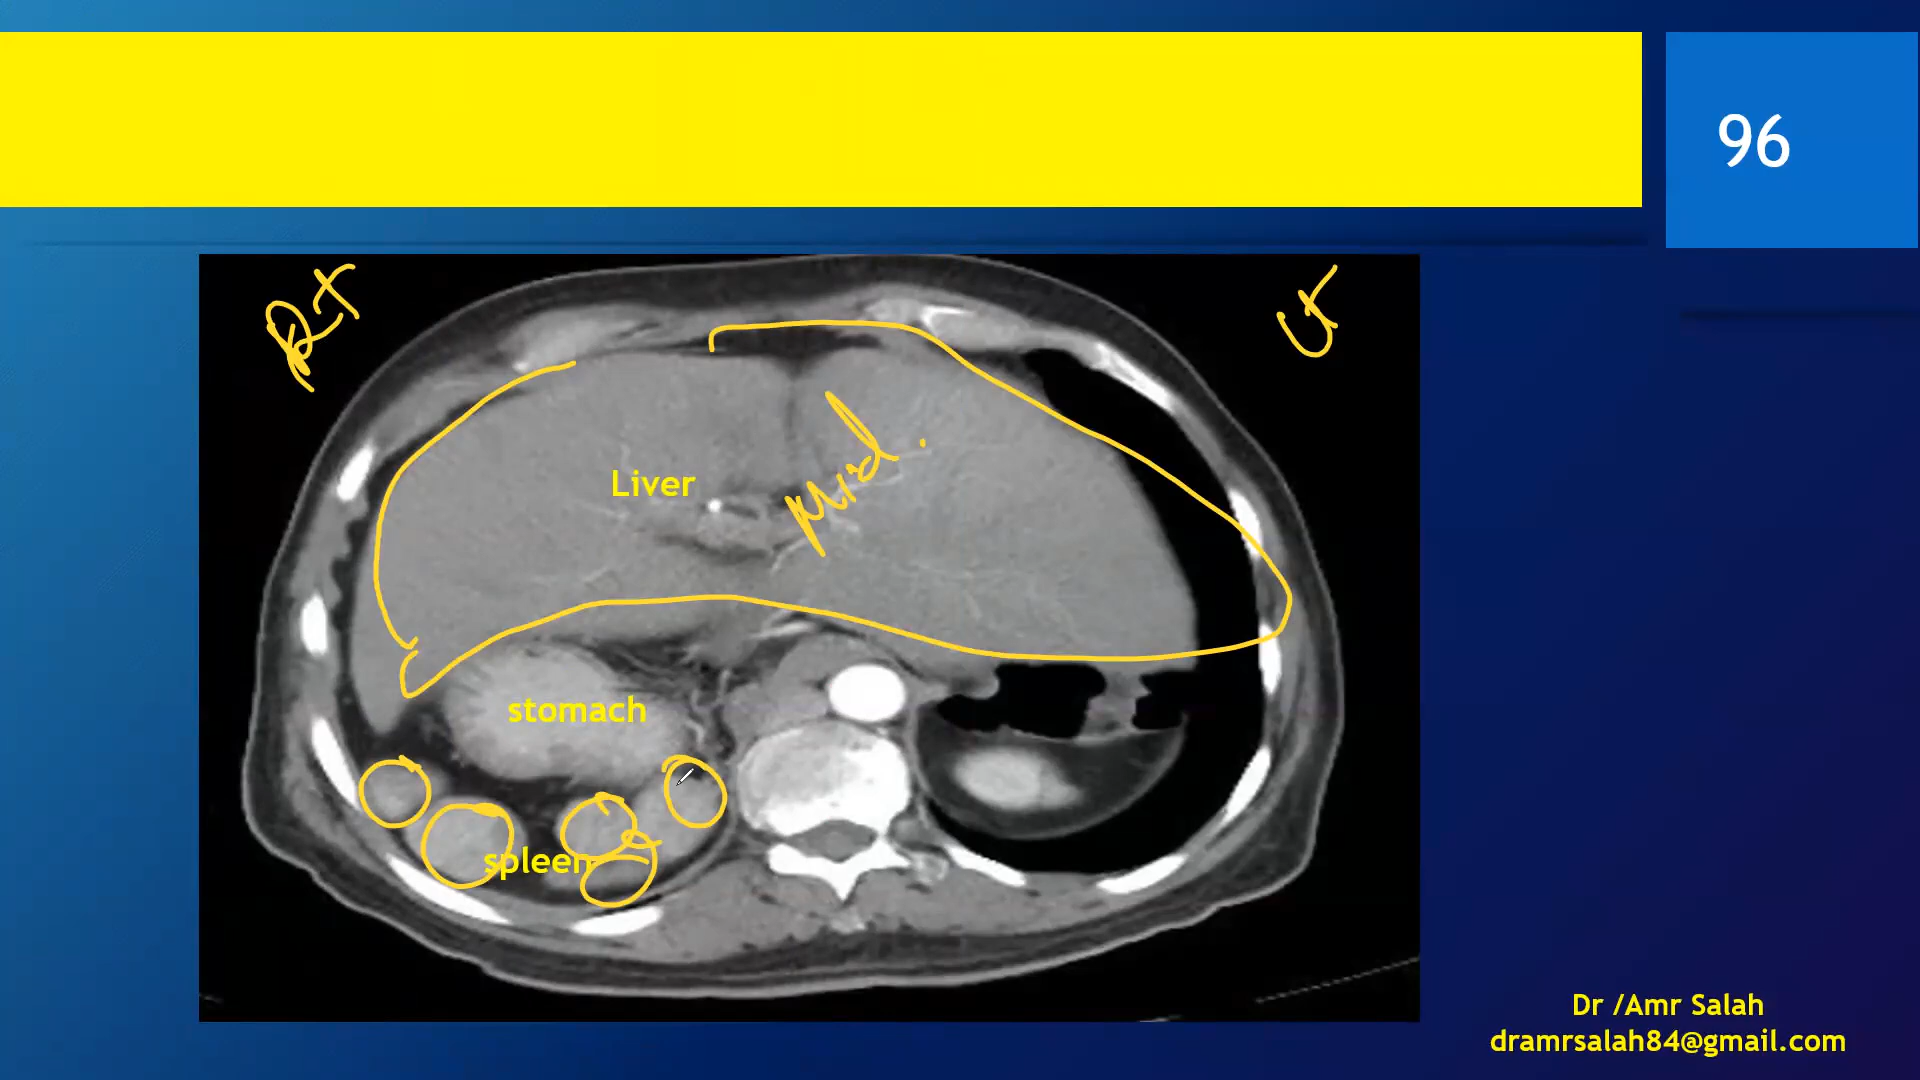 96
Rt
Lt
Liver
Mid.
stomach
spleen
Dr /Amr Salah
dramrsalah84@gmail.com